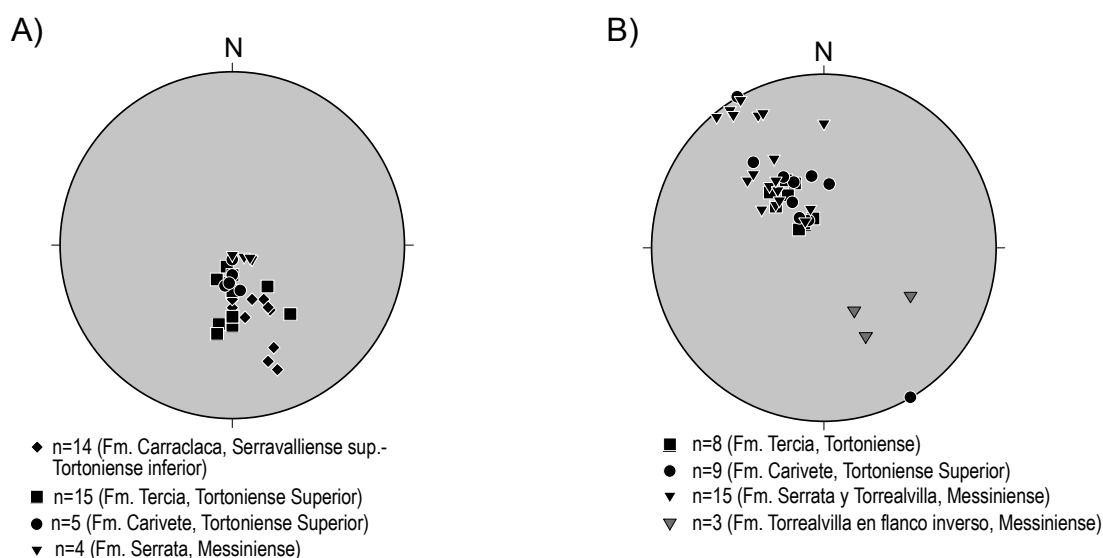 A)
N
n=14 (Fm. Carraclaca, Serravalliense sup.-
Tortoniense inferior)
n=15 (Fm. Tercia, Tortoniense Superior)
n=5 (Fm. Carivete, Tortoniense Superior)
n=4 (Fm. Serrata, Messiniense)
B)
N
n=8 (Fm. Tercia, Tortoniense)
n=9 (Fm. Carivete, Tortoniense Superior)
n=15 (Fm. Serrata y Torrealvilla, Messiniense)
n=3 (Fm. Torrealvilla en flanco inverso, Messiniense)